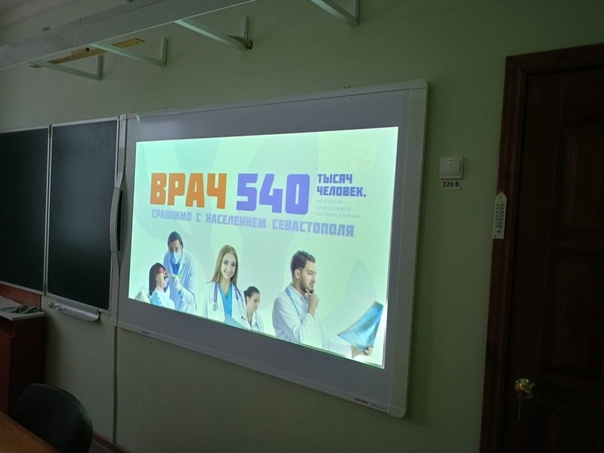 ВРАЧ 540 ТЫСЯЧ
ЧЕЛОВЕК,
СРАВНИМО С НАСЕЛЕНИЕМ СЕВАСТОПОЛЯ
220 В